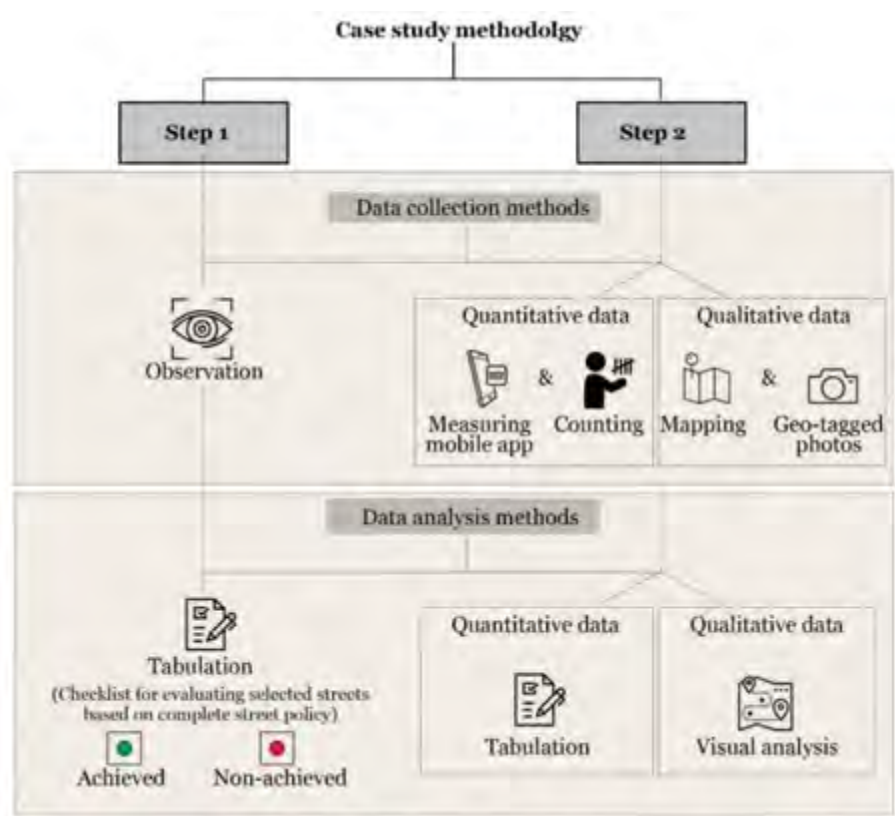 Case study methodolgy
Step 1
Step 2
Data collection methods
Observation
Quantitative data
Qualitative data
&
&
Measuring
mobile app
Counting
Mapping
Geo-tagged
photos
Data analysis methods
Tabulation
(Checklist for evaluating selected streets
based on complete street policy)
Achieved
Non-achieved
Quantitative data
Qualitative data
Tabulation
Visual analysis